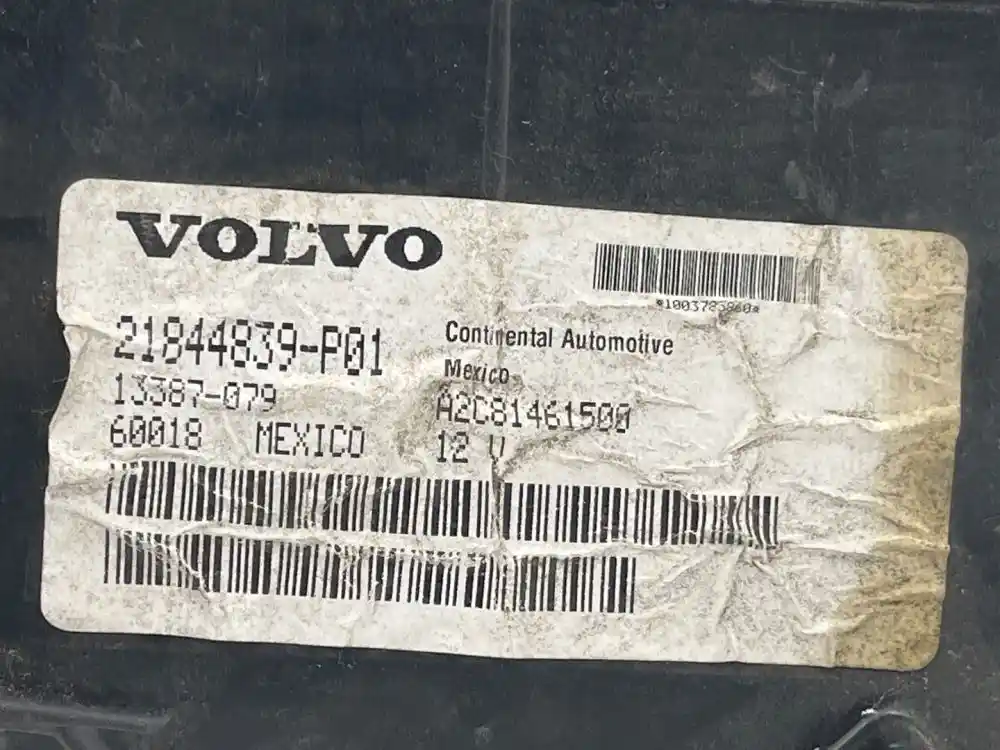 VOLVO
*1003785860*
21844839-P01
Continental Automotive
Mexico
13387-079
A2C81461500
60018 MEXICO
12 V